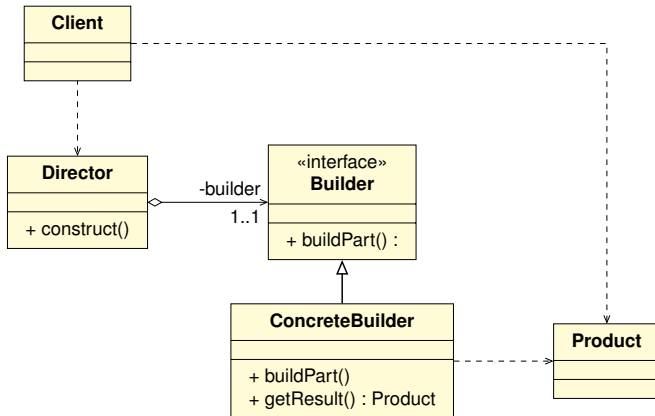 Client
Director
+ construct()
-builder
1..1
«interface»
Builder
+ buildPart() :
ConcreteBuilder
+ buildPart()
+ getResult() : Product
Product